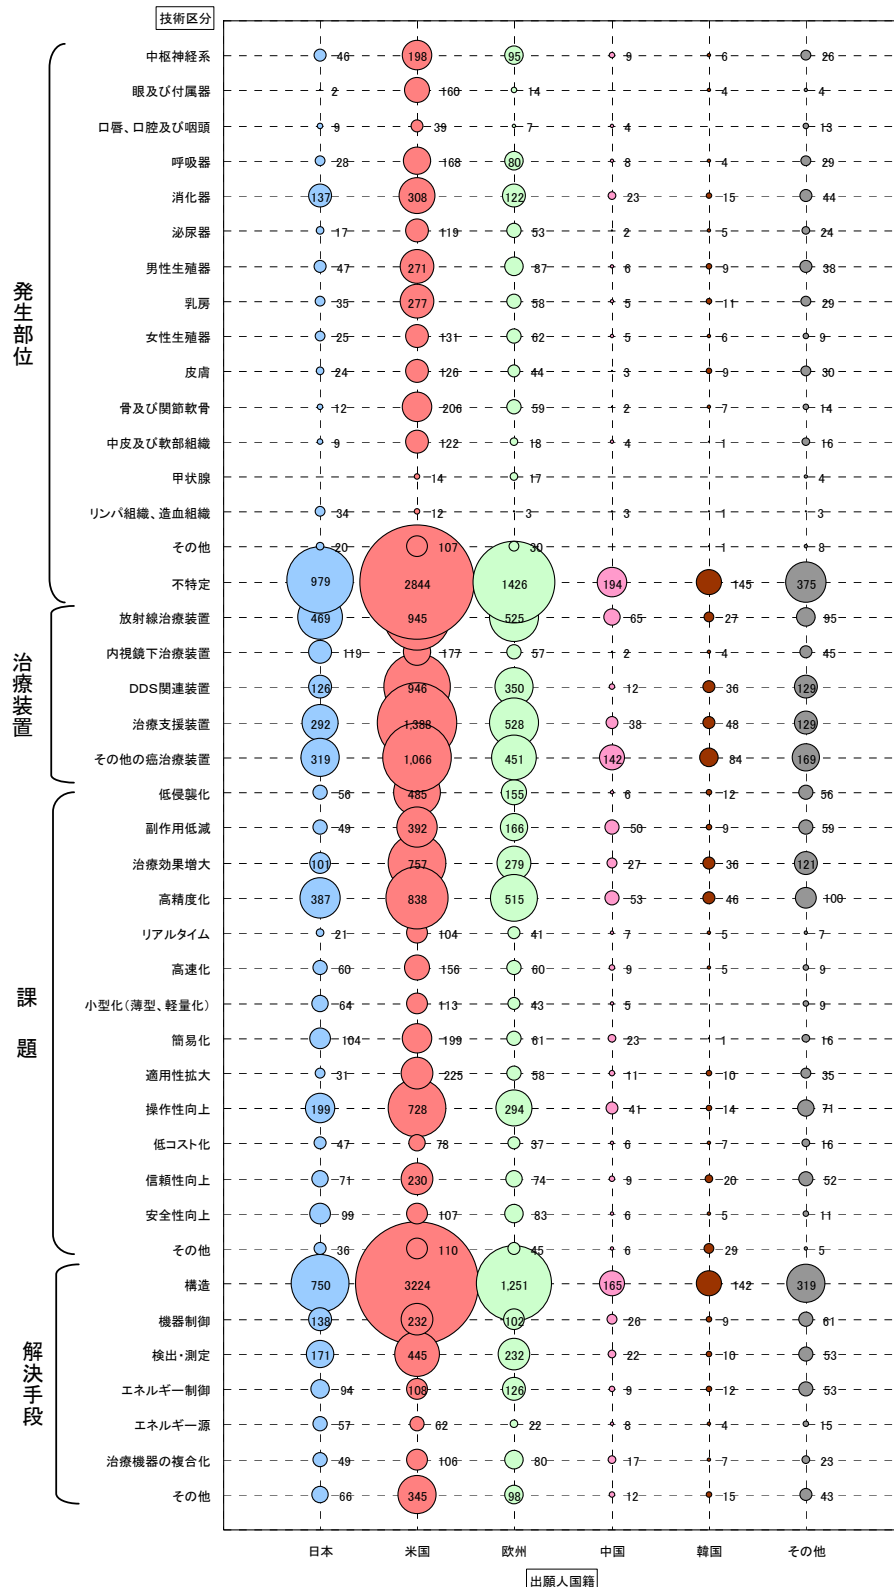 技術区分
発生部位
中枢神経系 46 198 95 9 6 26
眼及び付属器 2 160 14 4 4
口唇、口腔及び咽頭 9 39 7 4 13
呼吸器 28 168 80 8 4 29
消化器 137 308 122 23 15 44
泌尿器 17 119 53 2 5 24
男性生殖器 47 271 87 6 9 38
乳房 35 277 58 5 11 29
女性生殖器 25 131 62 5 6 9
皮膚 24 126 44 3 9 30
骨及び関節軟骨 12 206 59 2 7 14
中皮及び軟部組織 9 122 18 4 1 16
甲状腺 14 17 4
リンパ組織、造血組織 34 12 3 3 1 3
その他 20 107 30 1 8
不特定 979 2844 1426 194 145 375
治療装置
放射線治療装置 469 945 525 65 27 95
内視鏡下治療装置 119 177 57 2 4 45
DDS関連装置 126 946 350 12 36 129
治療支援装置 292 1,388 528 38 48 129
その他の癌治療装置 319 1,066 451 142 84 169
課題
低侵襲化 56 485 155 6 12 56
副作用低減 49 392 166 50 9 59
治療効果増大 101 757 279 27 36 121
高精度化 387 838 515 53 46 100
リアルタイム 21 104 41 7 5 7
高速化 60 156 60 9 5 9
小型化(薄型、軽量化) 64 113 43 5 9
簡易化 104 199 61 23 1 16
適用性拡大 31 225 58 11 10 35
操作性向上 199 728 294 41 14 71
低コスト化 47 78 37 6 7 16
信頼性向上 71 230 74 9 20 52
安全性向上 99 107 83 6 5 11
その他 36 110 45 6 29 5
解決手段
構造 750 3224 1,251 165 142 319
機器制御 138 232 102 26 9 61
検出・測定 171 445 232 22 10 53
エネルギー制御 94 108 126 9 12 53
エネルギー源 57 62 22 8 4 15
治療機器の複合化 49 106 80 17 7 23
その他 66 345 98 12 15 43
日本 米国 欧州 中国 韓国 その他
出願人国籍